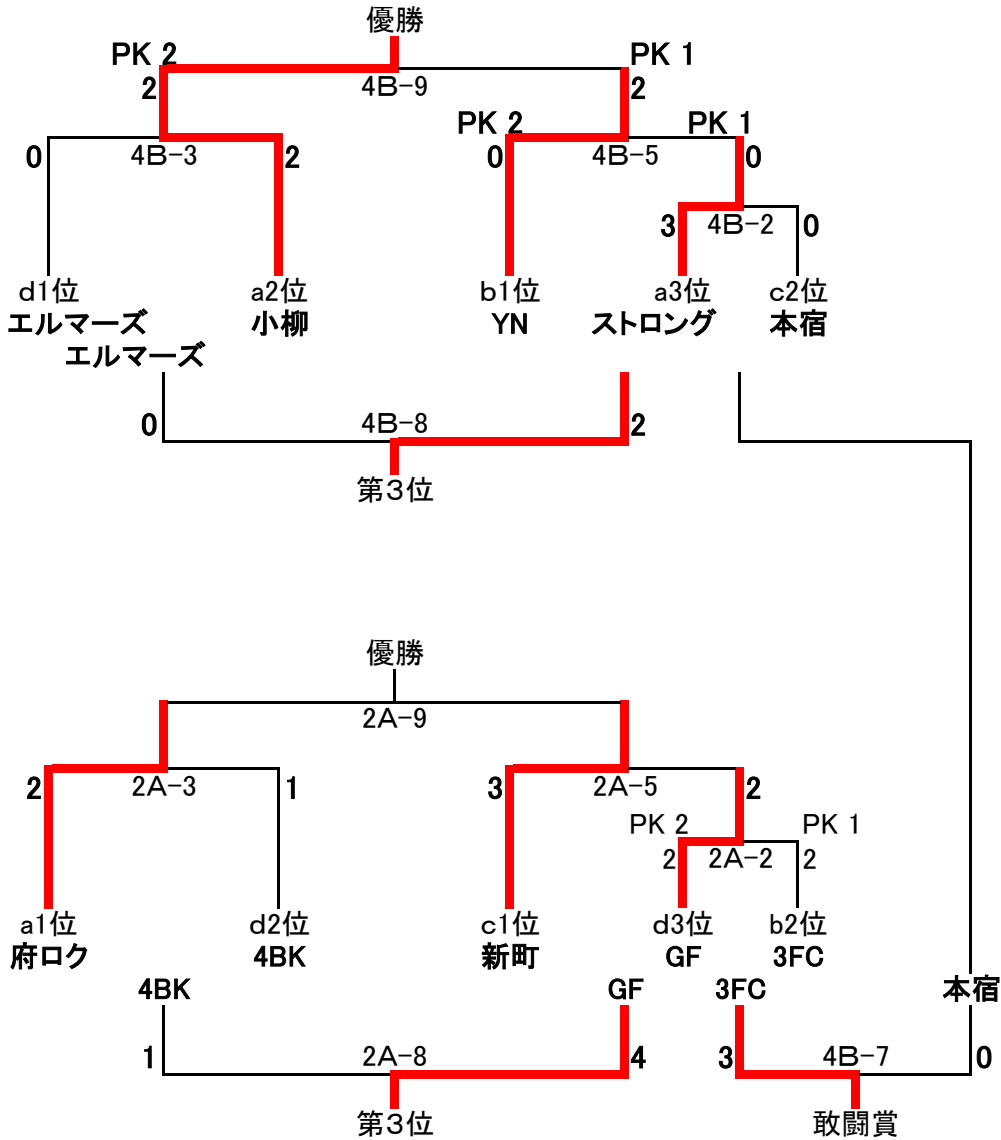 優勝
PK 2
PK 1
2
4B-9
2
PK 2
PK 1
0
4B-3
2
0
4B-5
0
3
4B-2
0
d1位
a2位
b1位
a3位
c2位
エルマーズ
小柳
YN
ストロング
本宿
エルマーズ
0
4B-8
2
第3位
優勝
2A-9
2
2A-3
1
3
2A-5
2
PK 2
PK 1
2
2A-2
2
a1位
d2位
c1位
d3位
b2位
府ロク
4BK
新町
GF
3FC
4BK
GF
3FC
本宿
1
2A-8
4
3
4B-7
0
第3位
敢闘賞